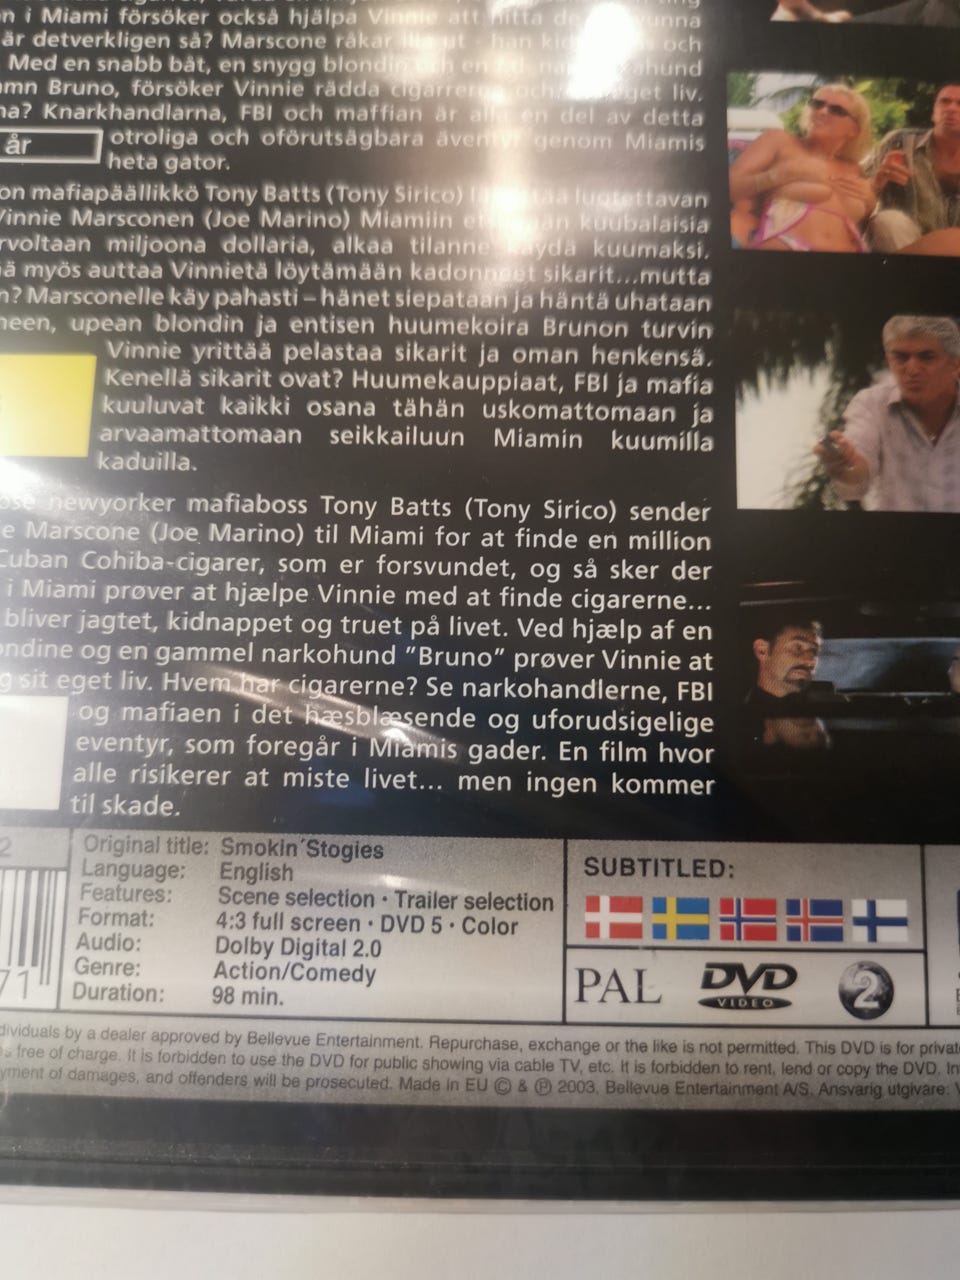 n i Miami försöker också hjälpa Vinnie att hitta de
är detverkligen så? Marscone råkar illa ut - han och
Med en snabb båt, en snygg blondin och en
amn Bruno, försöker Vinnie rädda cigarrerna och eget liv.
na? Knarkhandlarna, FBI och maffian är alla en del av detta
år
otroliga och oförutsägbara äventyr genom Miamis
heta gator.
on mafiapäällikkö Tony Batts (Tony Sirico) luotettavan
Vinnie Marsconen (Joe Marino) Miamiin kuubalaisia
rvoltaan miljoona dollaria, alkaa tilanne käydä kuumaksi.
ä myös auttaa Vinnietä löytämään kadonneet sikarit...mutta
n? Marsconelle käy pahasti – hänet siepataan ja häntä uhataan
neen, upean blondin ja entisen huumekoira Brunon turvin
Vinnie yrittää pelastaa sikarit ja oman henkensä.
Kenellä sikarit ovat? Huumekauppiaat, FBI ja mafia
kuuluvat kaikki osana tähän uskomattomaan ja
arvaamattomaan seikkailuun Miamin kuumilla
kaduilla.
newyorker mafiaboss Tony Batts (Tony Sirico) sender
e Marscone (Joe Marino) til Miami for at finde en million
Cuban Cohiba-cigarer, som er forsvundet, og så sker der
i Miami prøver at hjælpe Vinnie med at finde cigarerne...
bliver jagtet, kidnappet og truet på livet. Ved hjælp af en
ondine og en gammel narkohund "Bruno" prøver Vinnie at
g sit eget liv. Hvem har cigarerne? Se narkohandlerne, FBI
og mafiaen i det hæsblæsende og uforudsigelige
eventyr, som foregår i Miamis gader. En film hvor
alle risikerer at miste livet... men ingen kommer
til skade.
2
71
Original title: Smokin´Stogies
Language: English
Features: Scene selection · Trailer selection
Format: 4:3 full screen · DVD 5 · Color
Audio: Dolby Digital 2.0
Genre: Action/Comedy
Duration: 98 min.
SUBTITLED:
PAL DVD VIDEO 2
dividuals by a dealer approved by Bellevue Entertainment. Repurchase, exchange or the like is not permitted. This DVD is for privat
s free of charge. It is forbidden to use the DVD for public showing via cable TV, etc. It is forbidden to rent, lend or copy the DVD. In
yment of damages, and offenders will be prosecuted. Made in EU © & ℗ 2003, Bellevue Entertainment A/S. Ansvarig utgivare: V